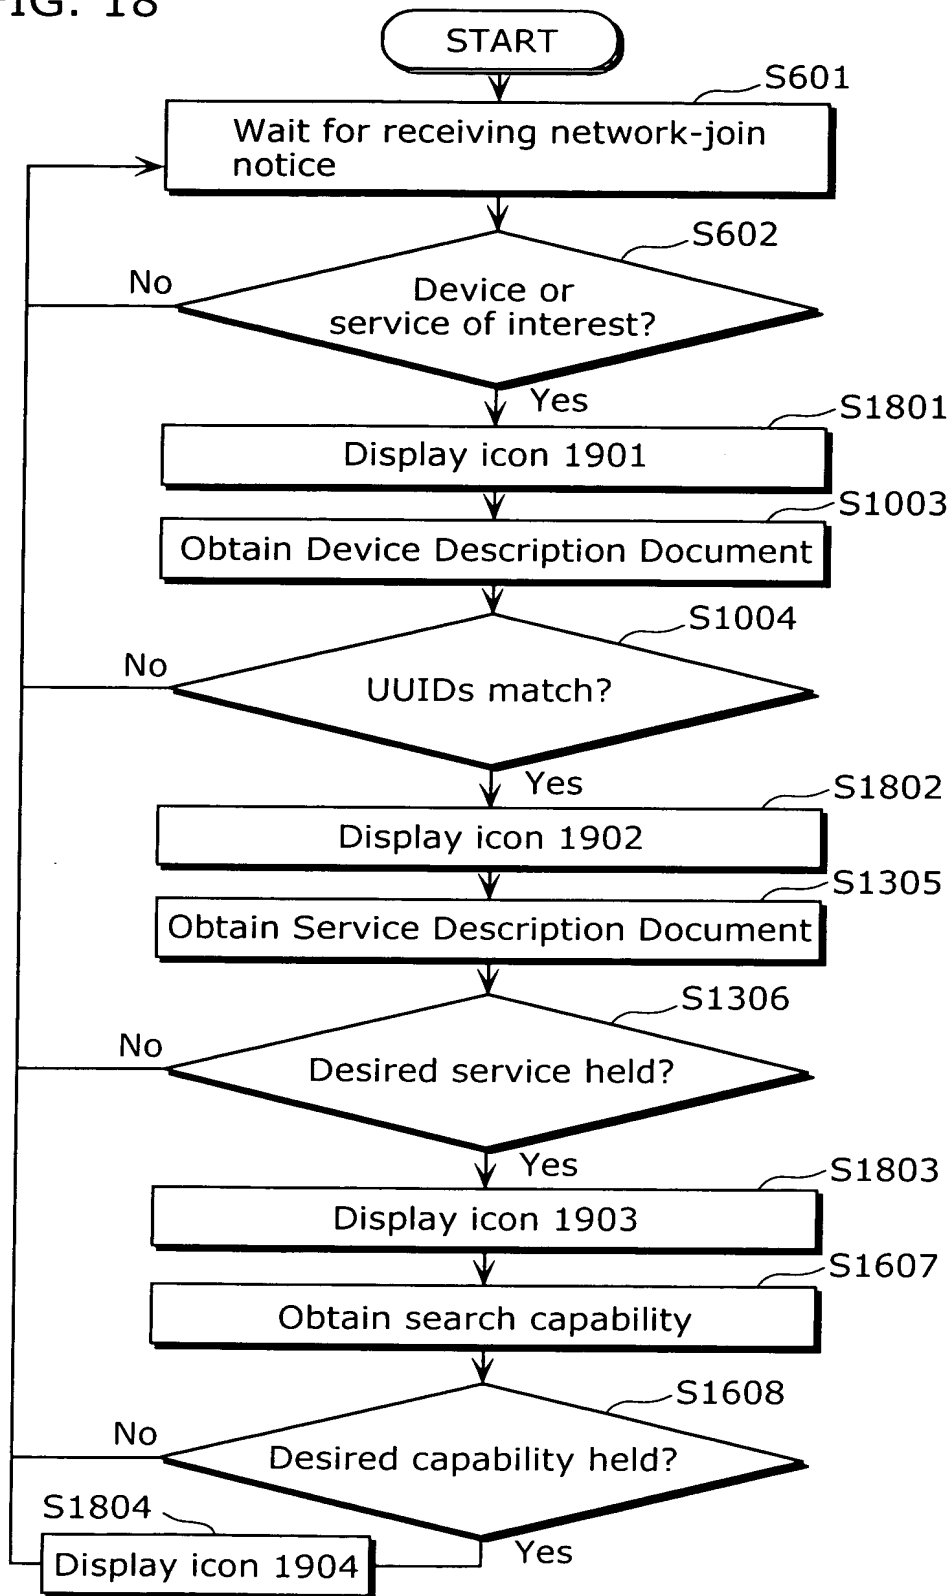 FIG. 18
START
S601
Wait for receiving network-join
notice
S602
No
Device or
service of interest?
Yes
S1801
Display icon 1901
S1003
Obtain Device Description Document
S1004
No
UUIDs match?
Yes
S1802
Display icon 1902
S1305
Obtain Service Description Document
S1306
No
Desired service held?
Yes
S1803
Display icon 1903
S1607
Obtain search capability
S1608
No
Desired capability held?
S1804
Yes
Display icon 1904